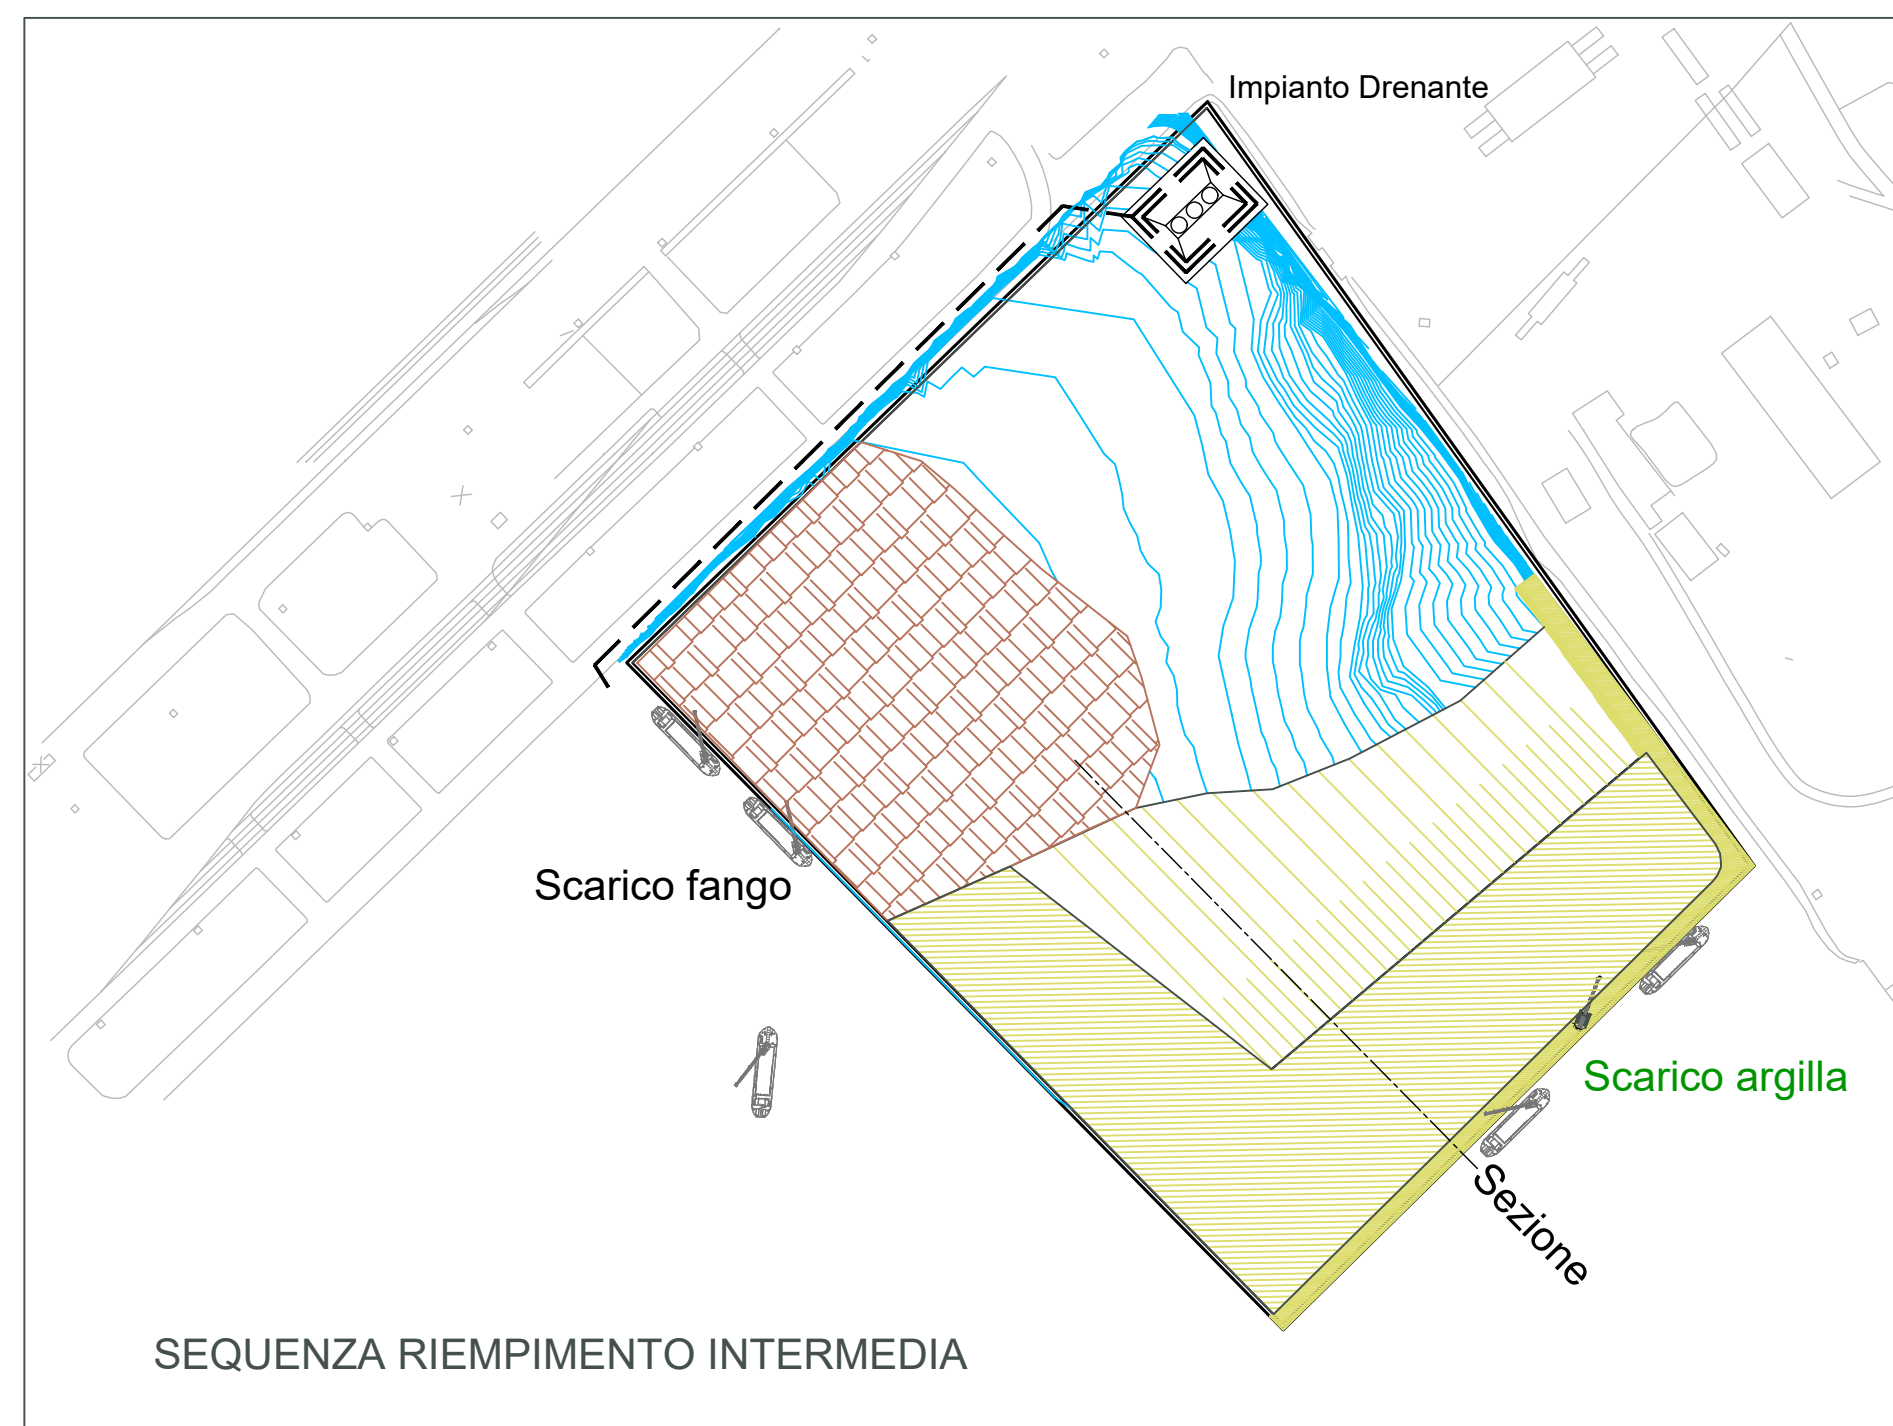 Impianto Drenante
Scarico fango
Scarico argilla
Sezione
SEQUENZA RIEMPIMENTO INTERMEDIA